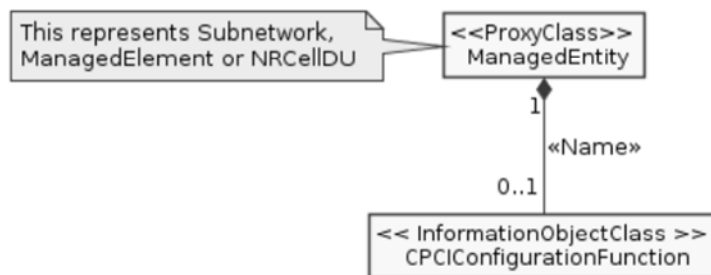 This represents Subnetwork,
ManagedElement or NRCellDU
<<ProxyClass>>
ManagedEntity
1
«Name»
0..1
<< InformationObjectClass >>
CPCIConfigurationFunction